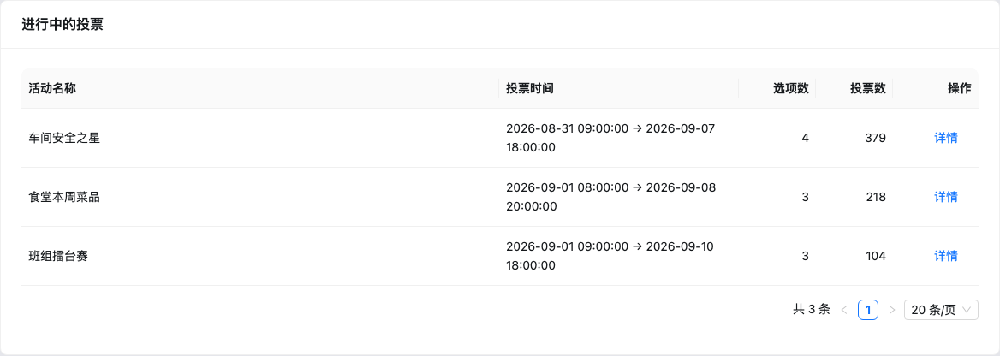 进行中的投票
活动名称 投票时间 选项数 投票数 操作
车间安全之星 2026-08-31 09:00:00 → 2026-09-07 18:00:00 4 379 详情
食堂本周菜品 2026-09-01 08:00:00 → 2026-09-08 20:00:00 3 218 详情
班组擂台赛 2026-09-01 09:00:00 → 2026-09-10 18:00:00 3 104 详情
共 3 条 < 1 > 20 条/页